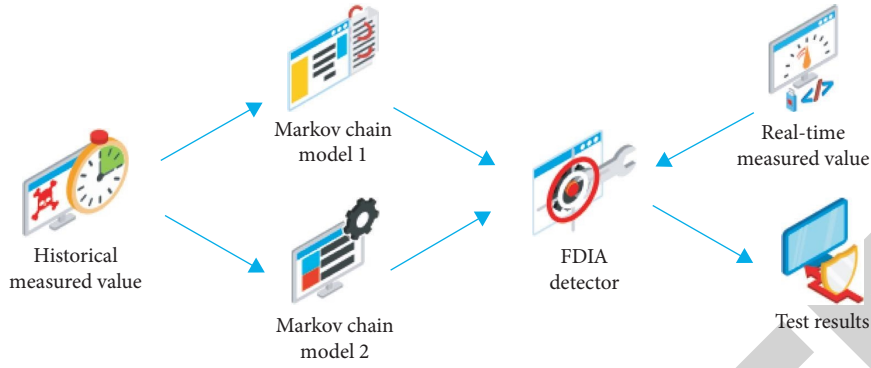 Historical
measured value
Markov chain
model 1
Markov chain
model 2
FDIA
detector
Real-time
measured value
Test results